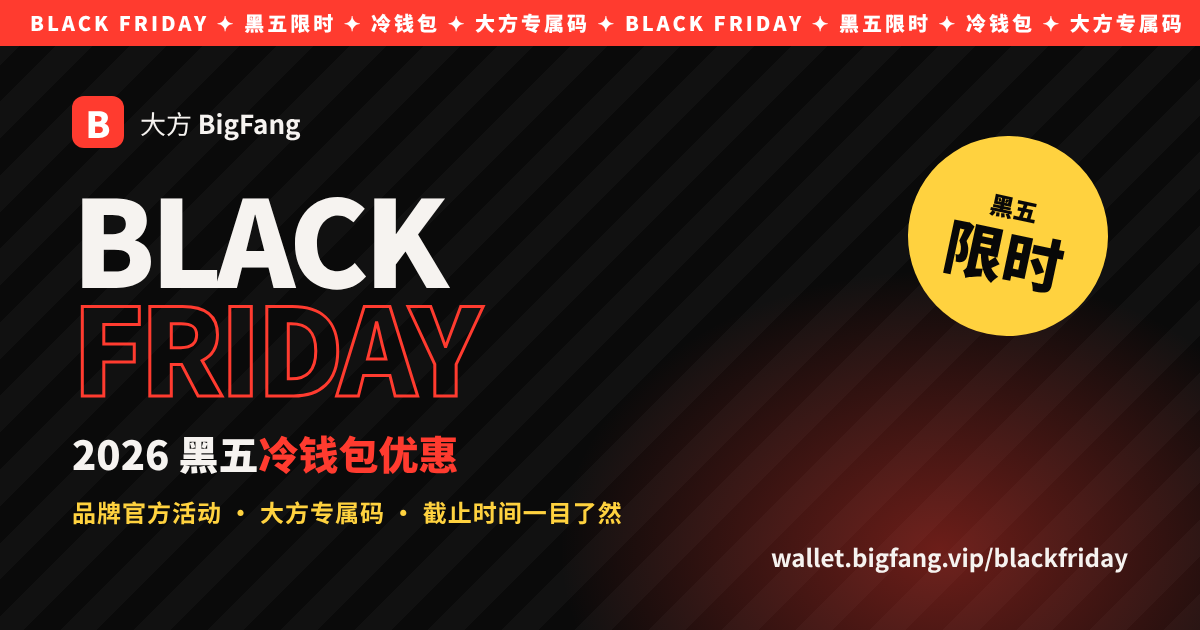 BLACK FRIDAY ✦ 黑五限时 ✦ 冷钱包 ✦ 大方专属码 ✦ BLACK FRIDAY ✦ 黑五限时 ✦ 冷钱包 ✦ 大方专属码
B 大方 BigFang
BLACK
FRIDAY
黑五
限时
2026 黑五冷钱包优惠
品牌官方活动 · 大方专属码 · 截止时间一目了然
wallet.bigfang.vip/blackfriday